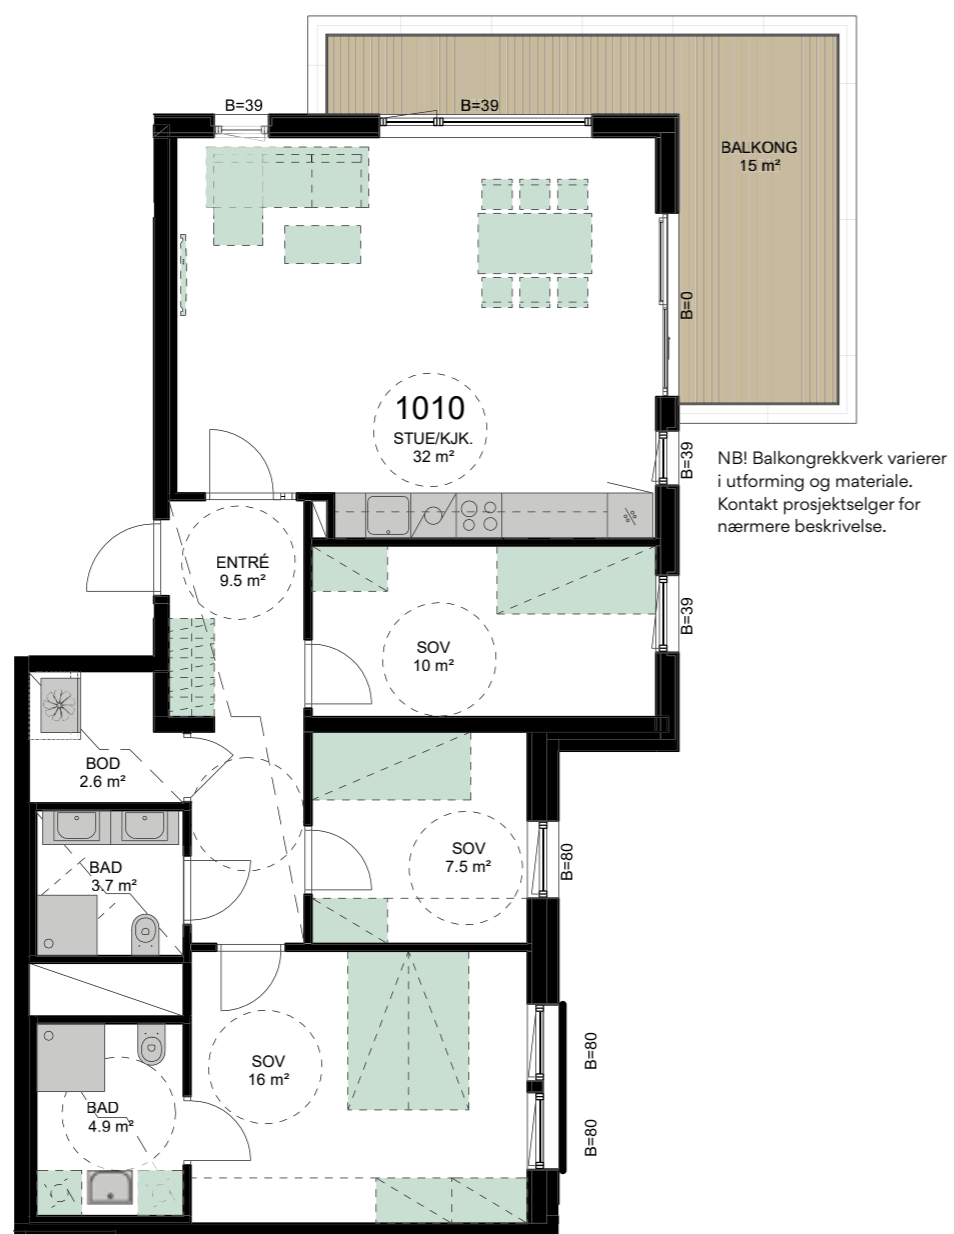 B=39
B=39
BALKONG
15 m²
B=0
1010
STUE/KJK.
32 m²
B=39
NB! Balkongrekkverk varierer
i utforming og materiale.
Kontakt prosjektselger for
nærmere beskrivelse.
ENTRÉ
9.5 m²
B=39
SOV
10 m²
BOD
2.6 m²
SOV
7.5 m²
B=80
BAD
3.7 m²
SOV
16 m²
B=80
BAD
4.9 m²
B=80